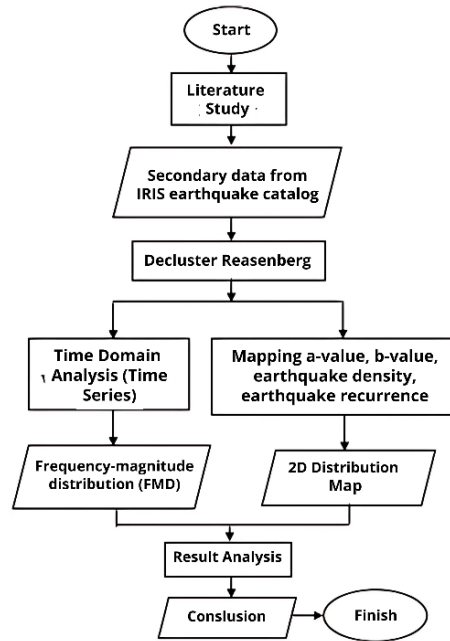 Start
Literature
Study
Secondary data from
IRIS earthquake catalog
Decluster Reasenberg
Time Domain
Analysis (Time
Series)
Mapping a-value, b-value,
earthquake density,
earthquake recurrence
Frequency-magnitude
distribution (FMD)
2D Distribution
Map
Result Analysis
Conslusion
Finish